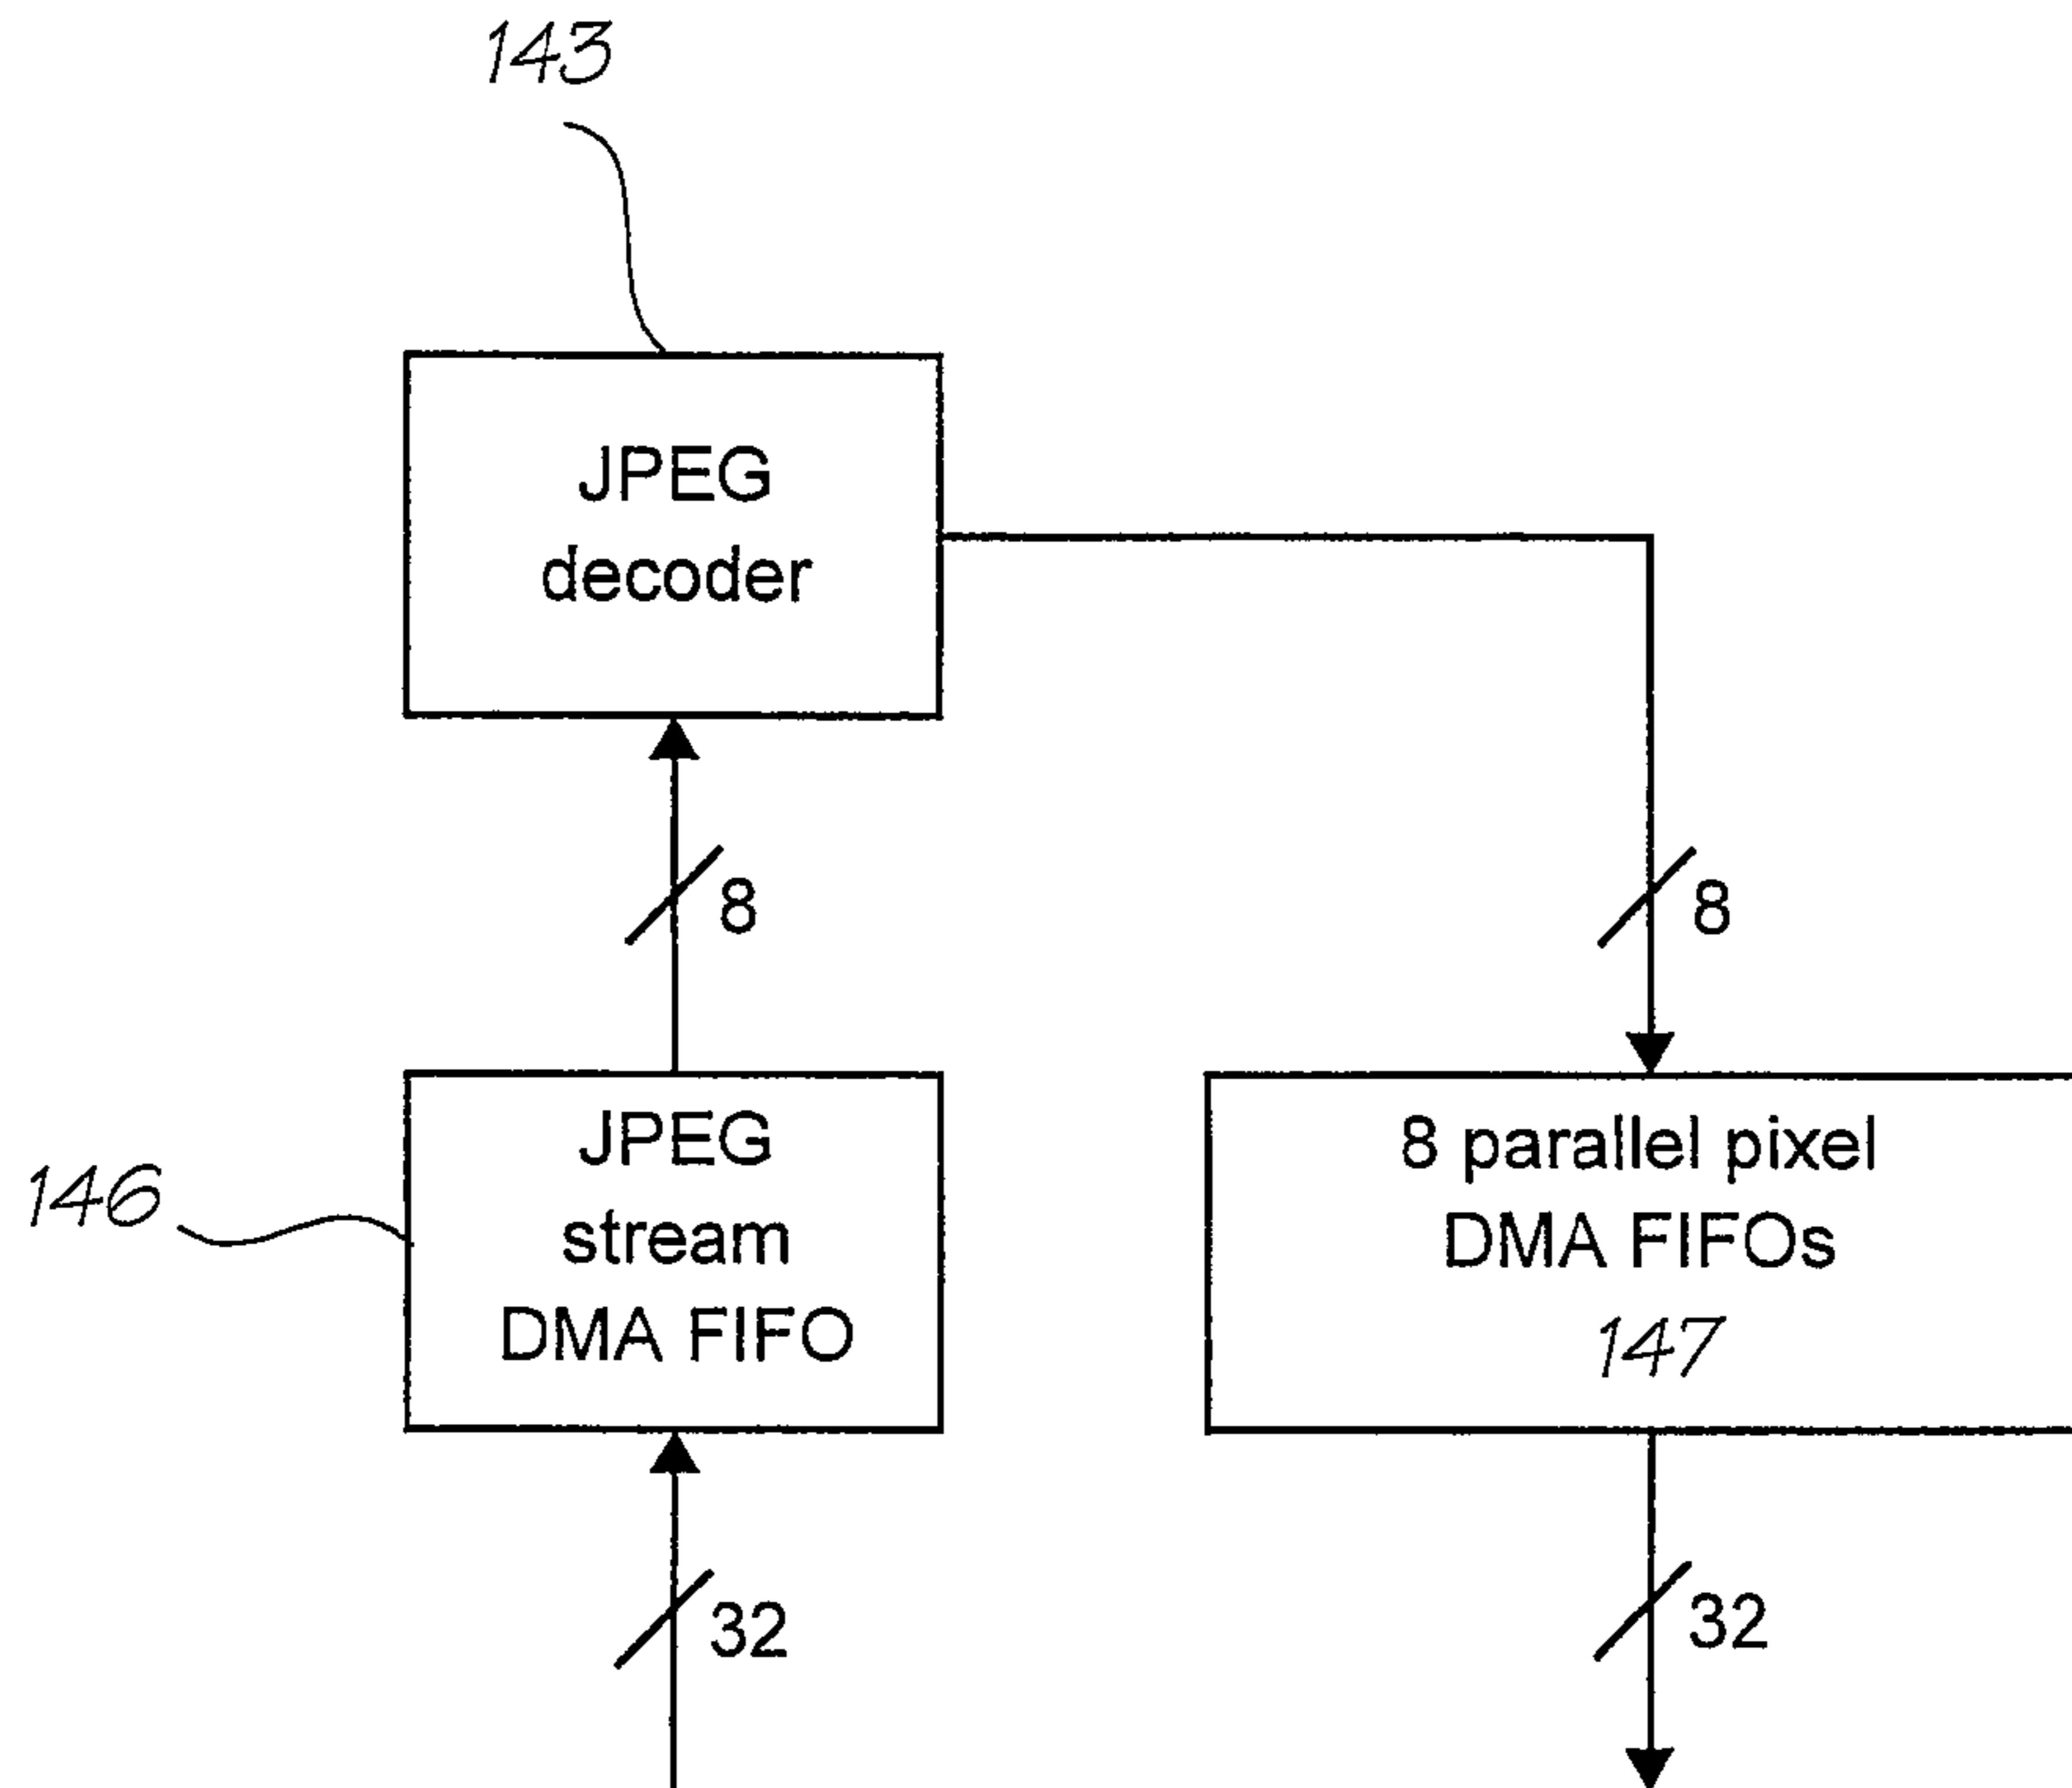 143
JPEG
decoder
8
8
146
JPEG
stream
DMA FIFO
8 parallel pixel
DMA FIFOs
147
32
32